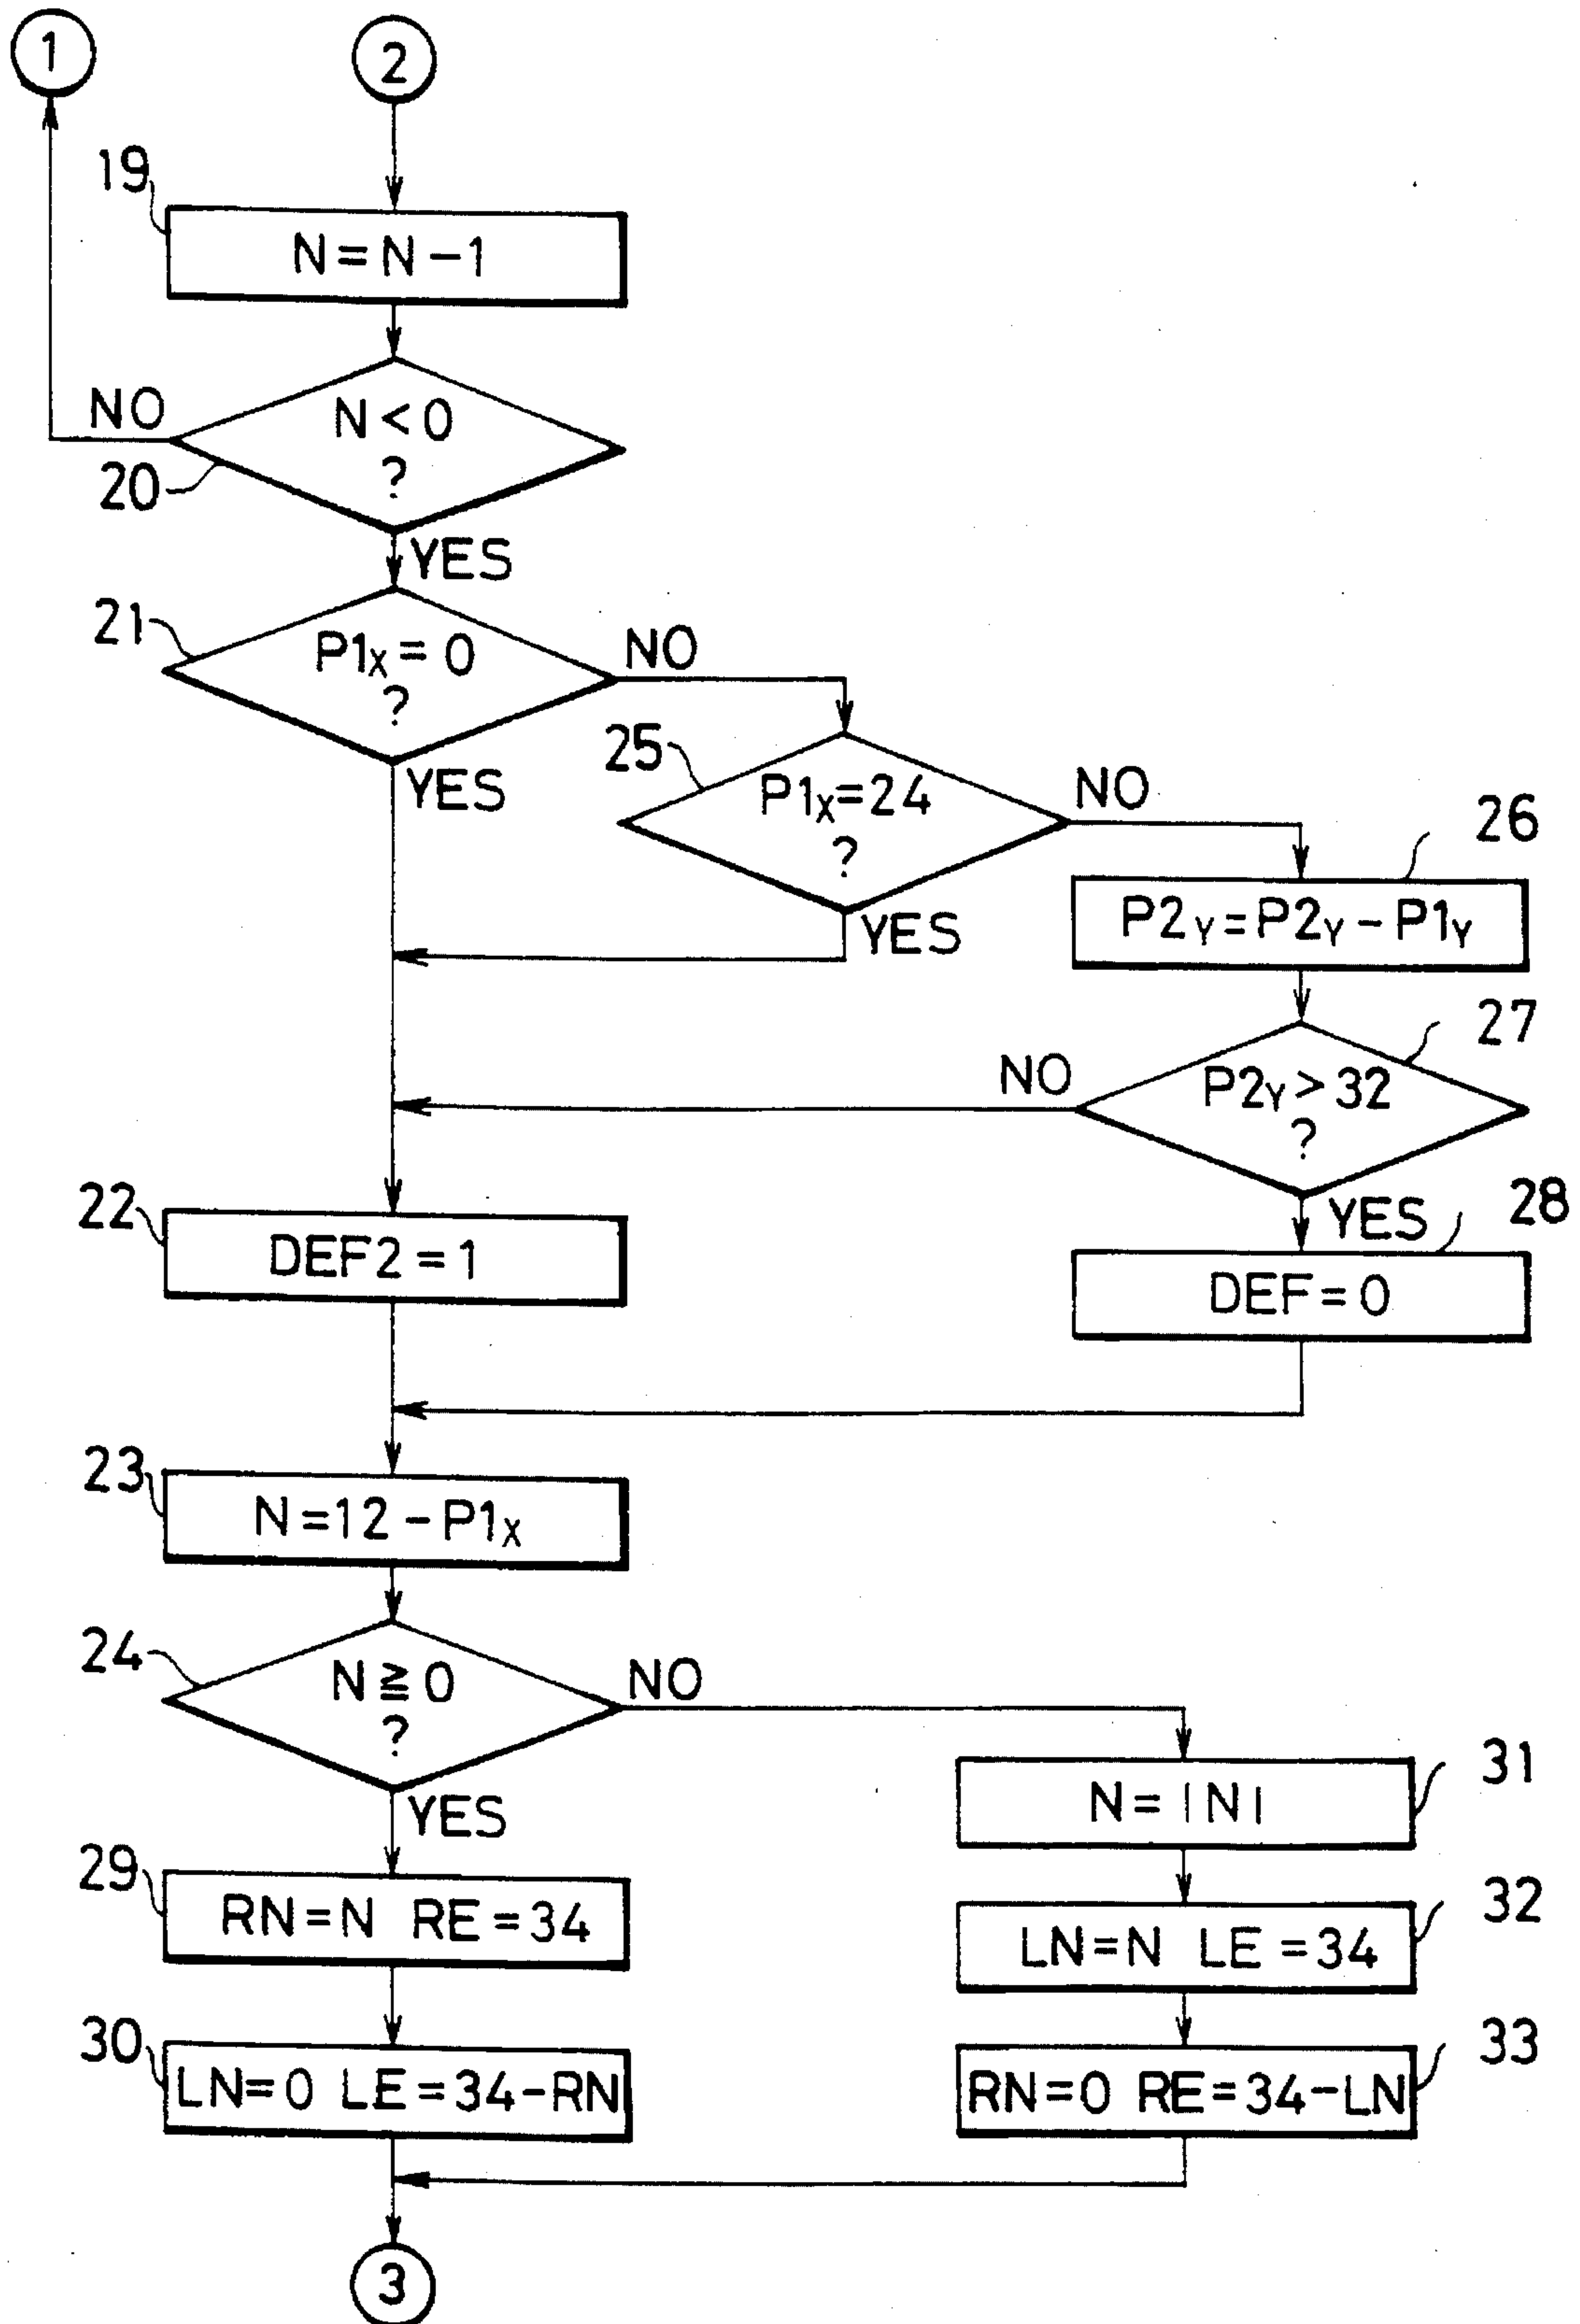 1
2
19
N = N - 1
NO
N < 0
?
20
YES
21
P1X = 0
?
NO
YES
25
P1X = 24
?
NO
YES
26
P2Y = P2Y - P1Y
27
NO
P2Y > 32
?
YES
28
22
DEF2 = 1
DEF = 0
23
N = 12 - P1X
24
N ≧ 0
?
NO
YES
31
N = |N|
29
RN = N RE = 34
32
LN = N LE = 34
30
LN = 0 LE = 34 - RN
33
RN = 0 RE = 34 - LN
3